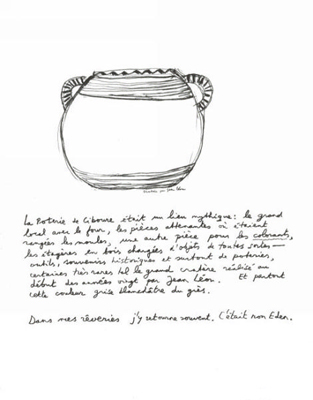 La Poterie de Ciboure était un lieu mythique : le grand
local avec le four, les pièces attenantes où étaient
rangées les moules, une autre pièce pour les colorants,
les étagères en bois chargées d'objets de toutes sortes —
outils, souvenirs historiques et surtout de poteries,
certaines très rares tel le grand cratère réalisé au
début des années vingt par Jean Léon. Et partout
cette couleur grise blanchâtre du grès.
Dans mes rêveries j'y retourne souvent. C'était mon Eden.